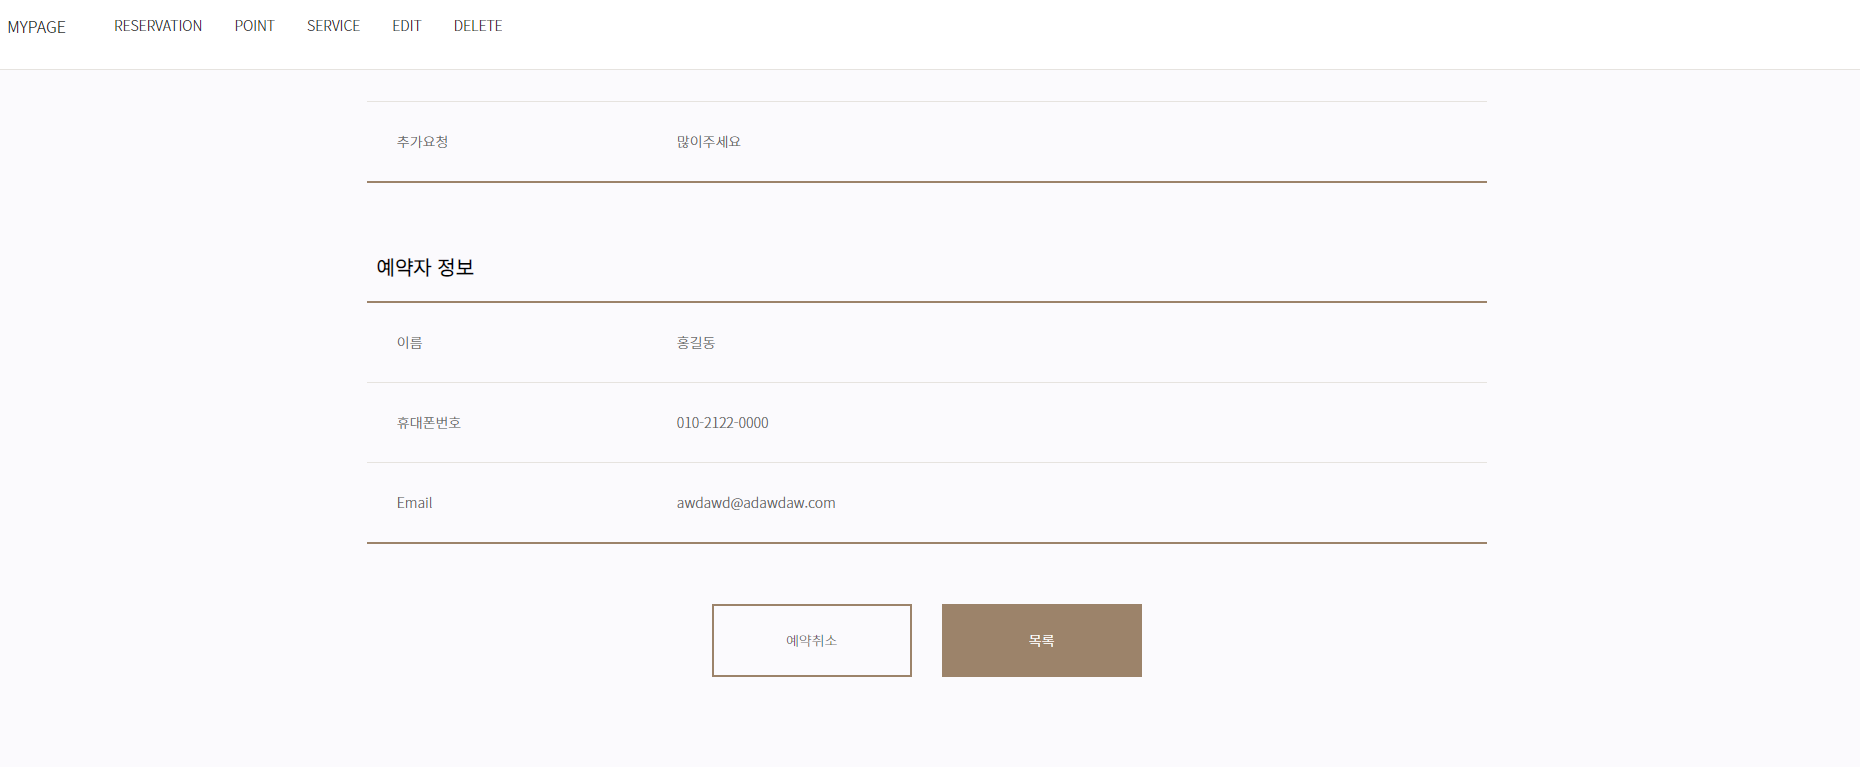 MYPAGE RESERVATION POINT SERVICE EDIT DELETE
추가요청 많이주세요
예약자 정보
이름 홍길동
휴대폰번호 010-2122-0000
Email awdawd@adawdaw.com
예약취소 목록